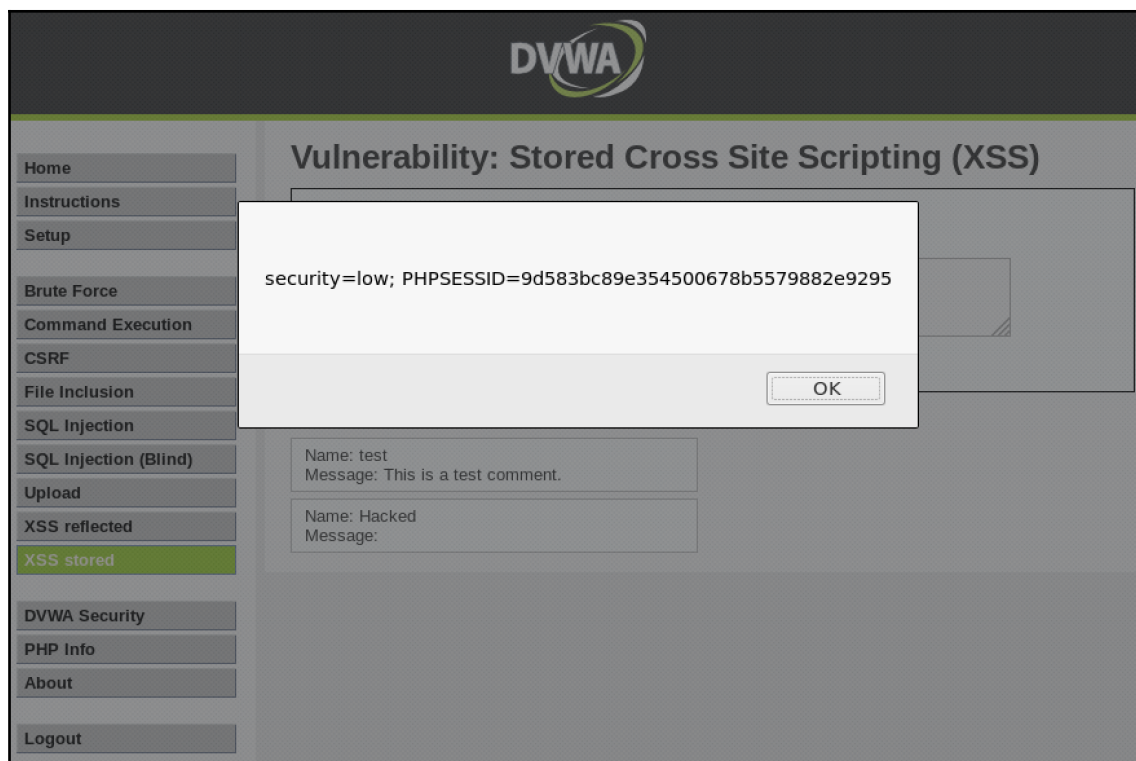 DVWA
Vulnerability: Stored Cross Site Scripting (XSS)
Home
Instructions
Setup
Brute Force
Command Execution
CSRF
File Inclusion
SQL Injection
SQL Injection (Blind)
Upload
XSS reflected
XSS stored
DVWA Security
PHP Info
About
Logout
security=low; PHPSESSID=9d583bc89e354500678b5579882e9295
OK
Name: test
Message: This is a test comment.
Name: Hacked
Message: